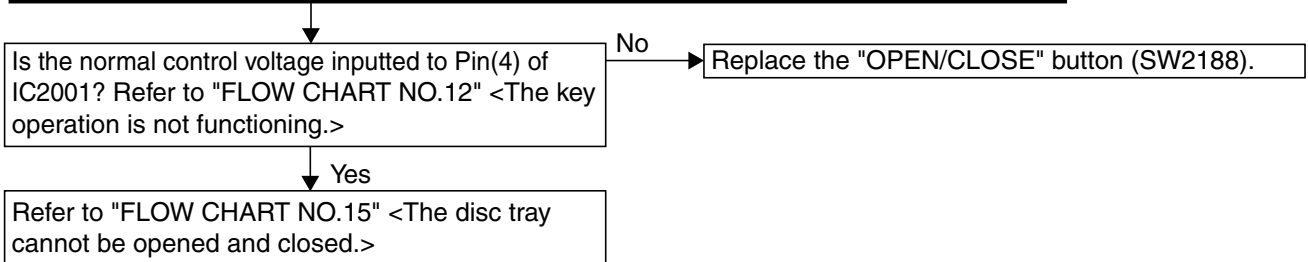 Is the normal control voltage inputted to Pin(4) of
IC2001? Refer to "FLOW CHART NO.12" <The key
operation is not functioning.>
No
Replace the "OPEN/CLOSE" button (SW2188).
Yes
Refer to "FLOW CHART NO.15" <The disc tray
cannot be opened and closed.>